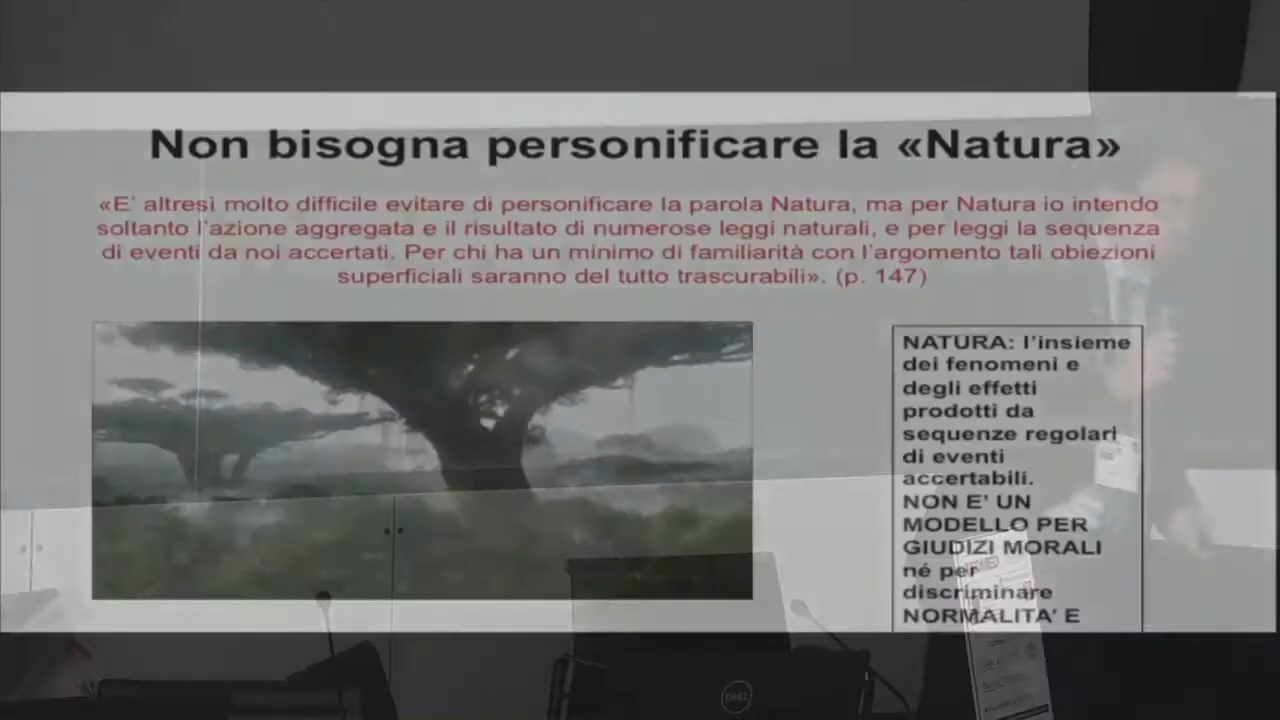 Non bisogna personificare la «Natura»
«E' altresì molto difficile evitare di personificare la parola Natura, ma per Natura io intendo
soltanto l'azione aggregata e il risultato di numerose leggi naturali, e per leggi la sequenza
di eventi da noi accertati. Per chi ha un minimo di familiarità con l'argomento tali obiezioni
superficiali saranno del tutto trascurabili». (p. 147)
NATURA: l'insieme
dei fenomeni e
degli effetti
prodotti da
sequenze regolari
di eventi
accertabili.
NON E' UN
MODELLO PER
GIUDIZI MORALI
né per
discriminare
NORMALITA' E
DELL